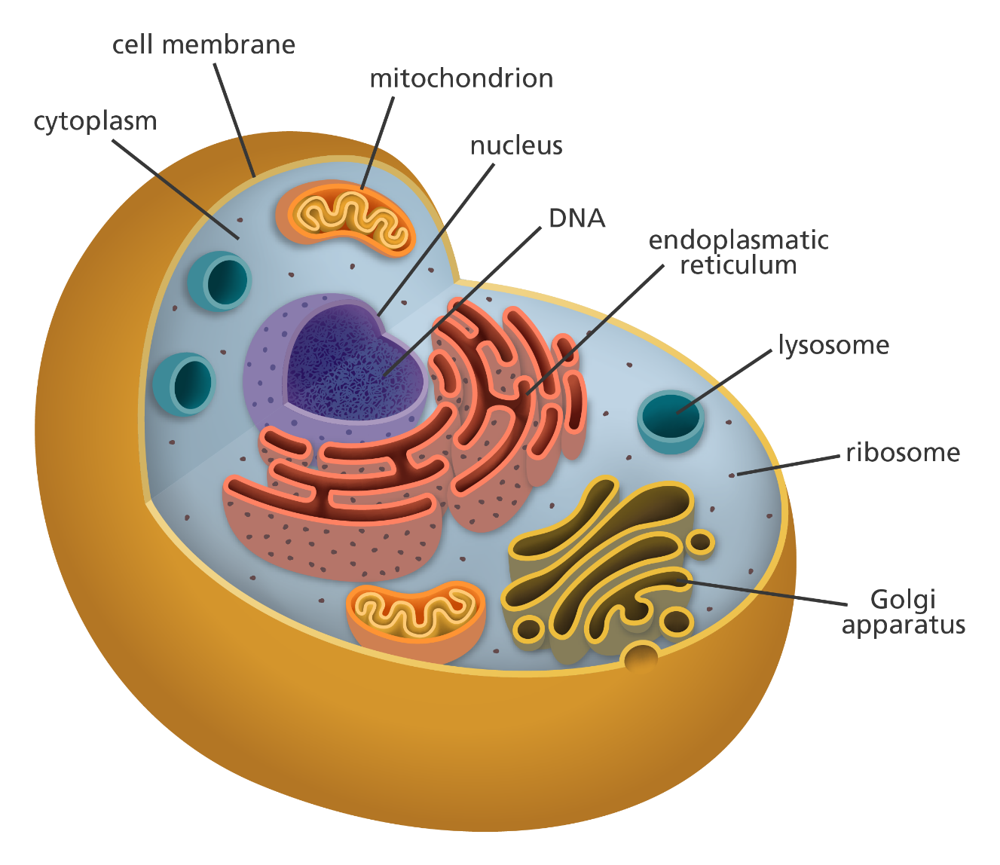 cell membrane
mitochondrion
cytoplasm
nucleus
DNA
endoplasmatic
reticulum
lysosome
ribosome
Golgi
apparatus